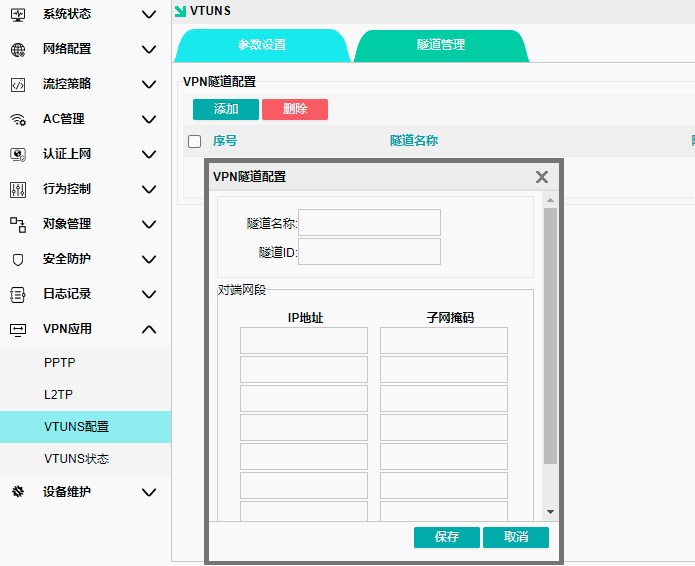 系统状态
网络配置
流控策略
AC管理
认证上网
行为控制
对象管理
安全防护
日志记录
VPN应用
PPTP
L2TP
VTUNS配置
VTUNS状态
设备维护
VTUNS
参数设置 隧道管理
VPN隧道配置
添加 删除
序号 隧道名称
VPN隧道配置
隧道名称:
隧道ID:
对端网段
IP地址 子网掩码
保存 取消